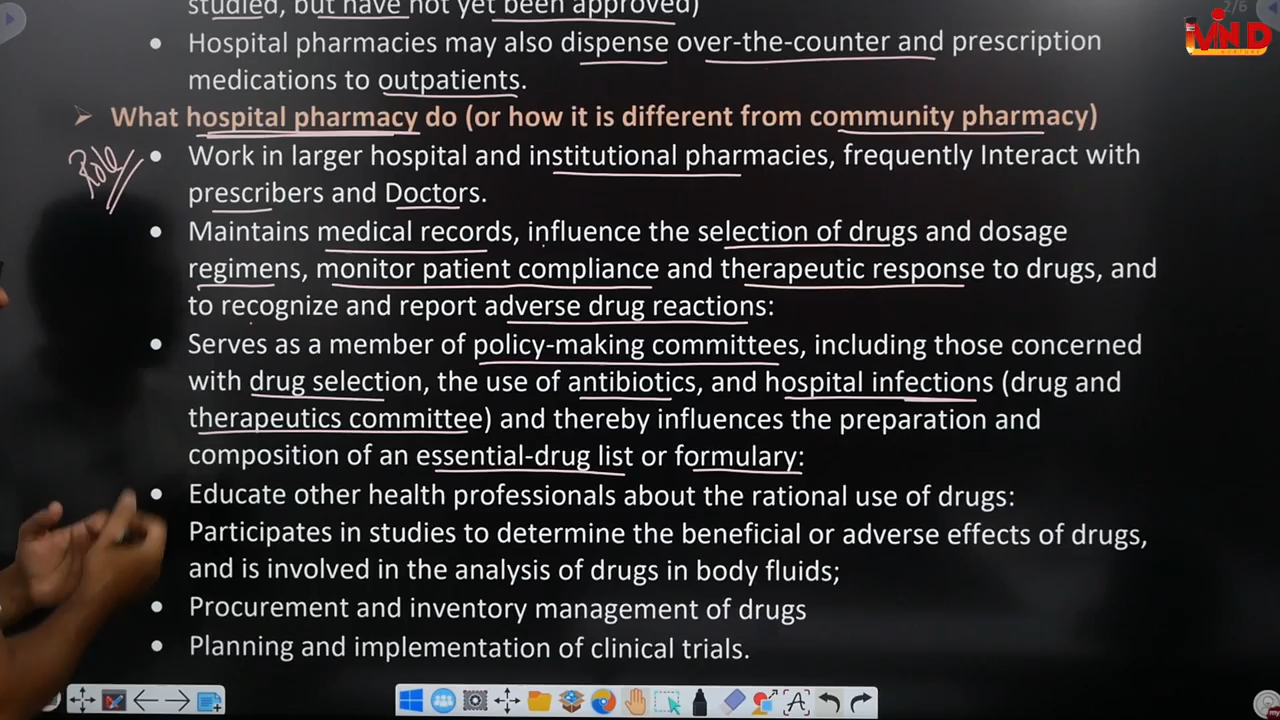 studied, but have not yet been approved)
• Hospital pharmacies may also dispense over-the-counter and prescription
medications to outpatients.
➢ What hospital pharmacy do (or how it is different from community pharmacy)
Role
• Work in larger hospital and institutional pharmacies, frequently Interact with
prescribers and Doctors.
• Maintains medical records, influence the selection of drugs and dosage
regimens, monitor patient compliance and therapeutic response to drugs, and
to recognize and report adverse drug reactions:
• Serves as a member of policy-making committees, including those concerned
with drug selection, the use of antibiotics, and hospital infections (drug and
therapeutics committee) and thereby influences the preparation and
composition of an essential-drug list or formulary:
• Educate other health professionals about the rational use of drugs:
Participates in studies to determine the beneficial or adverse effects of drugs,
and is involved in the analysis of drugs in body fluids;
• Procurement and inventory management of drugs
• Planning and implementation of clinical trials.
2/6